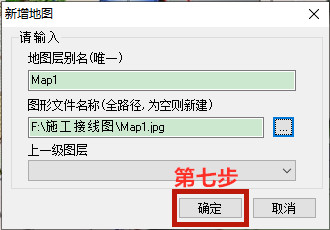 新增地图
请输入
地图层别名(唯一)
Map1
图形文件名称(全路径,为空则新建)
F:\施工接线图\Map1.jpg
...
上一级图层
第七步
确定
取消